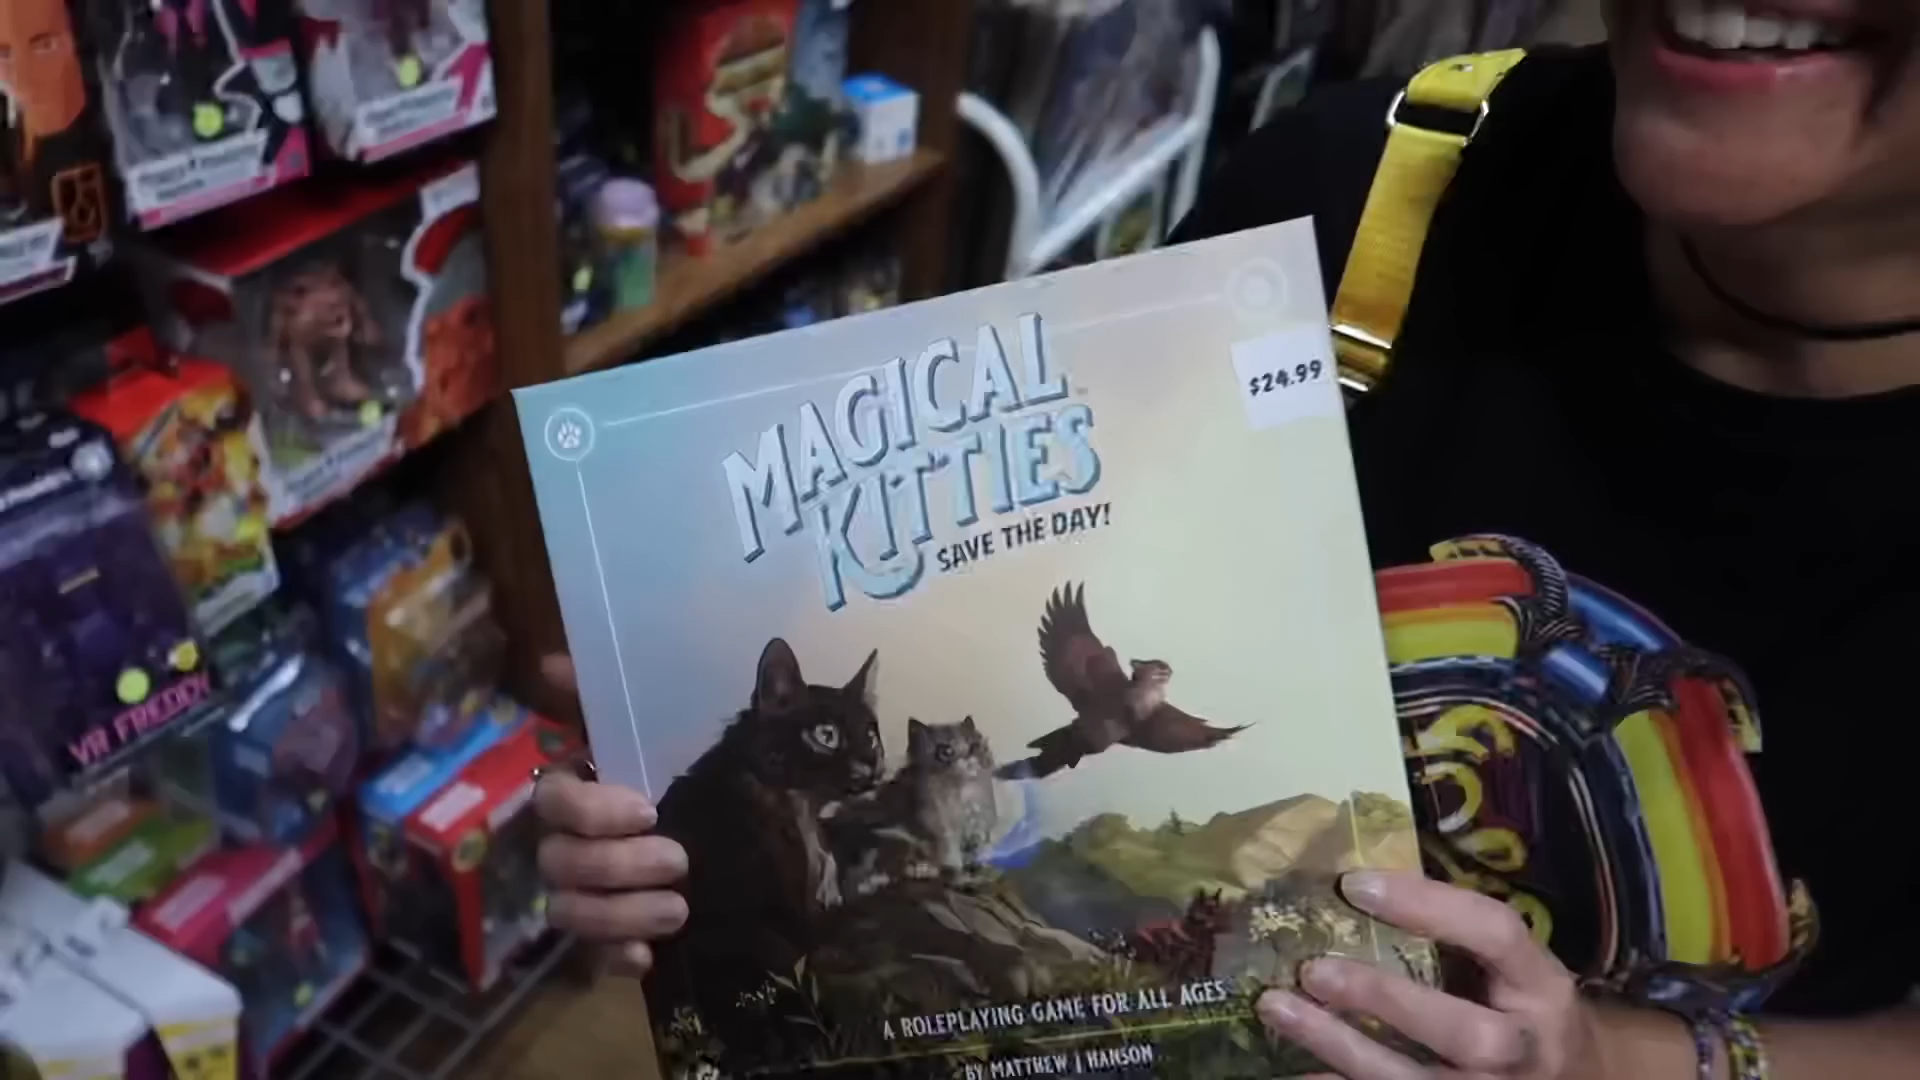 MAGICAL
KITTIES
SAVE THE DAY!
$24.99
A ROLEPLAYING GAME FOR ALL AGES
BY MATTHEW J HANSON
VR FREDDY